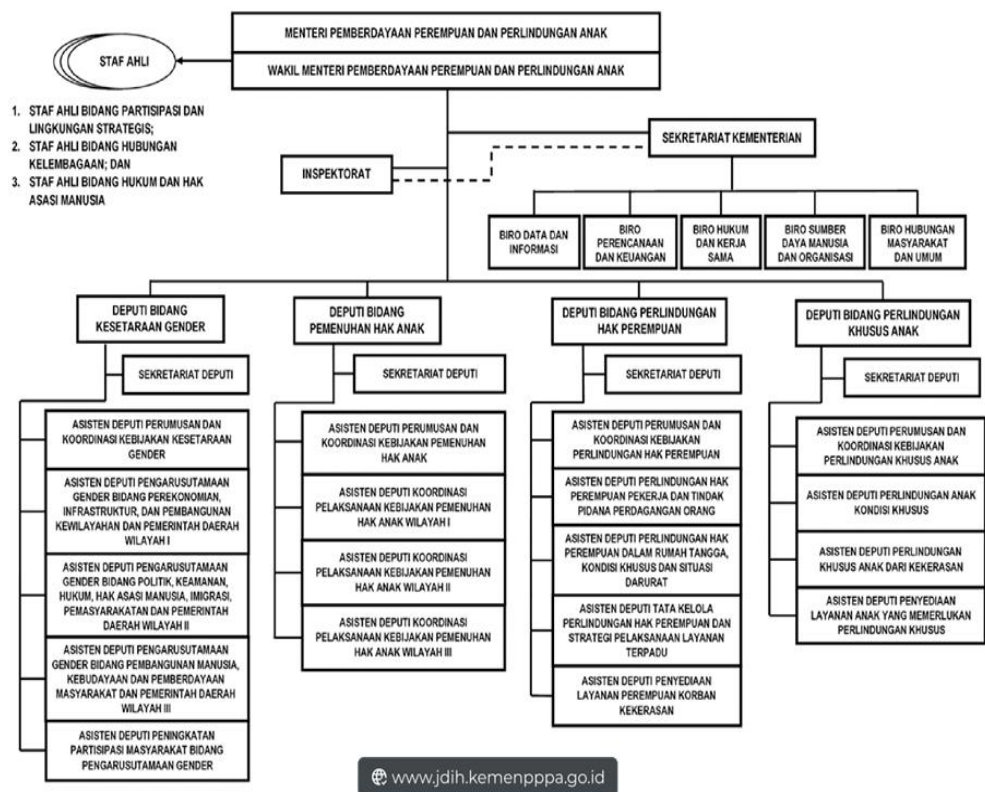 MENTERI PEMBERDAYAAN PEREMPUAN DAN PERLINDUNGAN ANAK
WAKIL MENTERI PEMBERDAYAAN PEREMPUAN DAN PERLINDUNGAN ANAK
STAF AHLI
1. STAF AHLI BIDANG PARTISIPASI DAN
LINGKUNGAN STRATEGIS;
2. STAF AHLI BIDANG HUBUNGAN
KELEMBAGAAN; DAN
3. STAF AHLI BIDANG HUKUM DAN HAK
ASASI MANUSIA
SEKRETARIAT KEMENTERIAN
INSPEKTORAT
BIRO DATA DAN
INFORMASI
BIRO
PERENCANAAN
DAN KEUANGAN
BIRO HUKUM
DAN KERJA
SAMA
BIRO SUMBER
DAYA MANUSIA
DAN ORGANISASI
BIRO HUBUNGAN
MASYARAKAT
DAN UMUM
DEPUTI BIDANG
KESETARAAN GENDER
SEKRETARIAT DEPUTI
ASISTEN DEPUTI PERUMUSAN DAN
KOORDINASI KEBIJAKAN KESETARAAN
GENDER
ASISTEN DEPUTI PENGARUSUTAMAAN
GENDER BIDANG PEREKONOMIAN,
INFRASTRUKTUR, DAN PEMBANGUNAN
KEWILAYAHAN DAN PEMERINTAH DAERAH
WILAYAH I
ASISTEN DEPUTI PENGARUSUTAMAAN
GENDER BIDANG POLITIK, KEAMANAN,
HUKUM, HAK ASASI MANUSIA, IMIGRASI,
PEMASYARAKATAN DAN PEMERINTAH
DAERAH WILAYAH II
ASISTEN DEPUTI PENGARUSUTAMAAN
GENDER BIDANG PEMBANGUNAN MANUSIA,
KEBUDAYAAN DAN PEMBERDAYAAN
MASYARAKAT DAN PEMERINTAH DAERAH
WILAYAH III
ASISTEN DEPUTI PENINGKATAN
PARTISIPASI MASYARAKAT BIDANG
PENGARUSUTAMAAN GENDER
DEPUTI BIDANG
PEMENUHAN HAK ANAK
SEKRETARIAT DEPUTI
ASISTEN DEPUTI PERUMUSAN DAN
KOORDINASI KEBIJAKAN PEMENUHAN
HAK ANAK
ASISTEN DEPUTI KOORDINASI
PELAKSANAAN KEBIJAKAN PEMENUHAN
HAK ANAK WILAYAH I
ASISTEN DEPUTI KOORDINASI
PELAKSANAAN KEBIJAKAN PEMENUHAN
HAK ANAK WILAYAH II
ASISTEN DEPUTI KOORDINASI
PELAKSANAAN KEBIJAKAN PEMENUHAN
HAK ANAK WILAYAH III
DEPUTI BIDANG PERLINDUNGAN
HAK PEREMPUAN
SEKRETARIAT DEPUTI
ASISTEN DEPUTI PERUMUSAN DAN
KOORDINASI KEBIJAKAN
PERLINDUNGAN HAK PEREMPUAN
ASISTEN DEPUTI PERLINDUNGAN HAK
PEREMPUAN PEKERJA DAN TINDAK
PIDANA PERDAGANGAN ORANG
ASISTEN DEPUTI PERLINDUNGAN HAK
PEREMPUAN DALAM RUMAH TANGGA,
KONDISI KHUSUS DAN SITUASI
DARURAT
ASISTEN DEPUTI TATA KELOLA
PERLINDUNGAN HAK PEREMPUAN DAN
STRATEGI PELAKSANAAN LAYANAN
TERPADU
ASISTEN DEPUTI PENYEDIAAN
LAYANAN PEREMPUAN KORBAN
KEKERASAN
DEPUTI BIDANG PERLINDUNGAN
KHUSUS ANAK
SEKRETARIAT DEPUTI
ASISTEN DEPUTI PERUMUSAN DAN
KOORDINASI KEBIJAKAN
PERLINDUNGAN KHUSUS ANAK
ASISTEN DEPUTI PERLINDUNGAN ANAK
KONDISI KHUSUS
ASISTEN DEPUTI PERLINDUNGAN
KHUSUS ANAK DARI KEKERASAN
ASISTEN DEPUTI PENYEDIAAN
LAYANAN ANAK YANG MEMERLUKAN
PERLINDUNGAN KHUSUS
www.jdih.kemenpppa.go.id